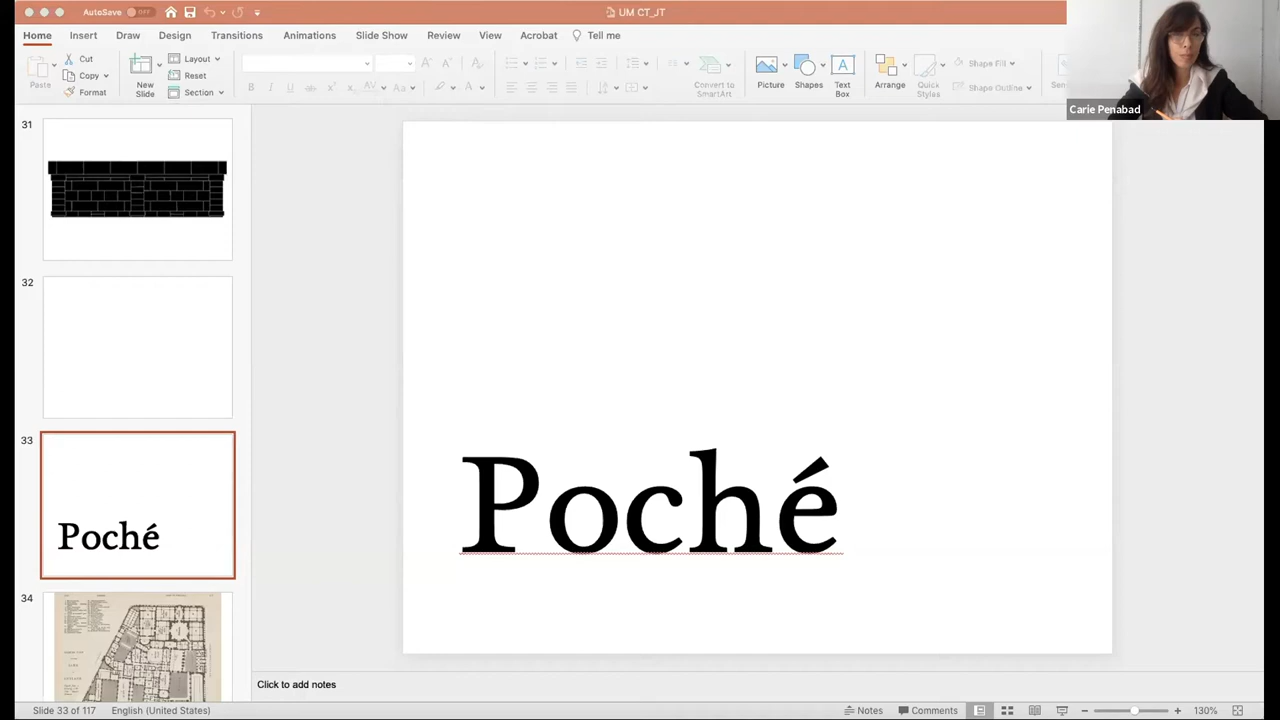 AutoSave OFF
UM CT_JT
Home Insert Draw Design Transitions Animations Slide Show Review View Acrobat Tell me
Paste
Cut
Copy
Format
New Slide
Layout
Reset
Section
Convert to SmartArt
Picture
Shapes
Text Box
Arrange
Quick Styles
Shape Fill
Shape Outline
Carie Penabad
31
32
33
Poché
34
Poché
Click to add notes
Slide 33 of 117 English (United States) Notes Comments 130%